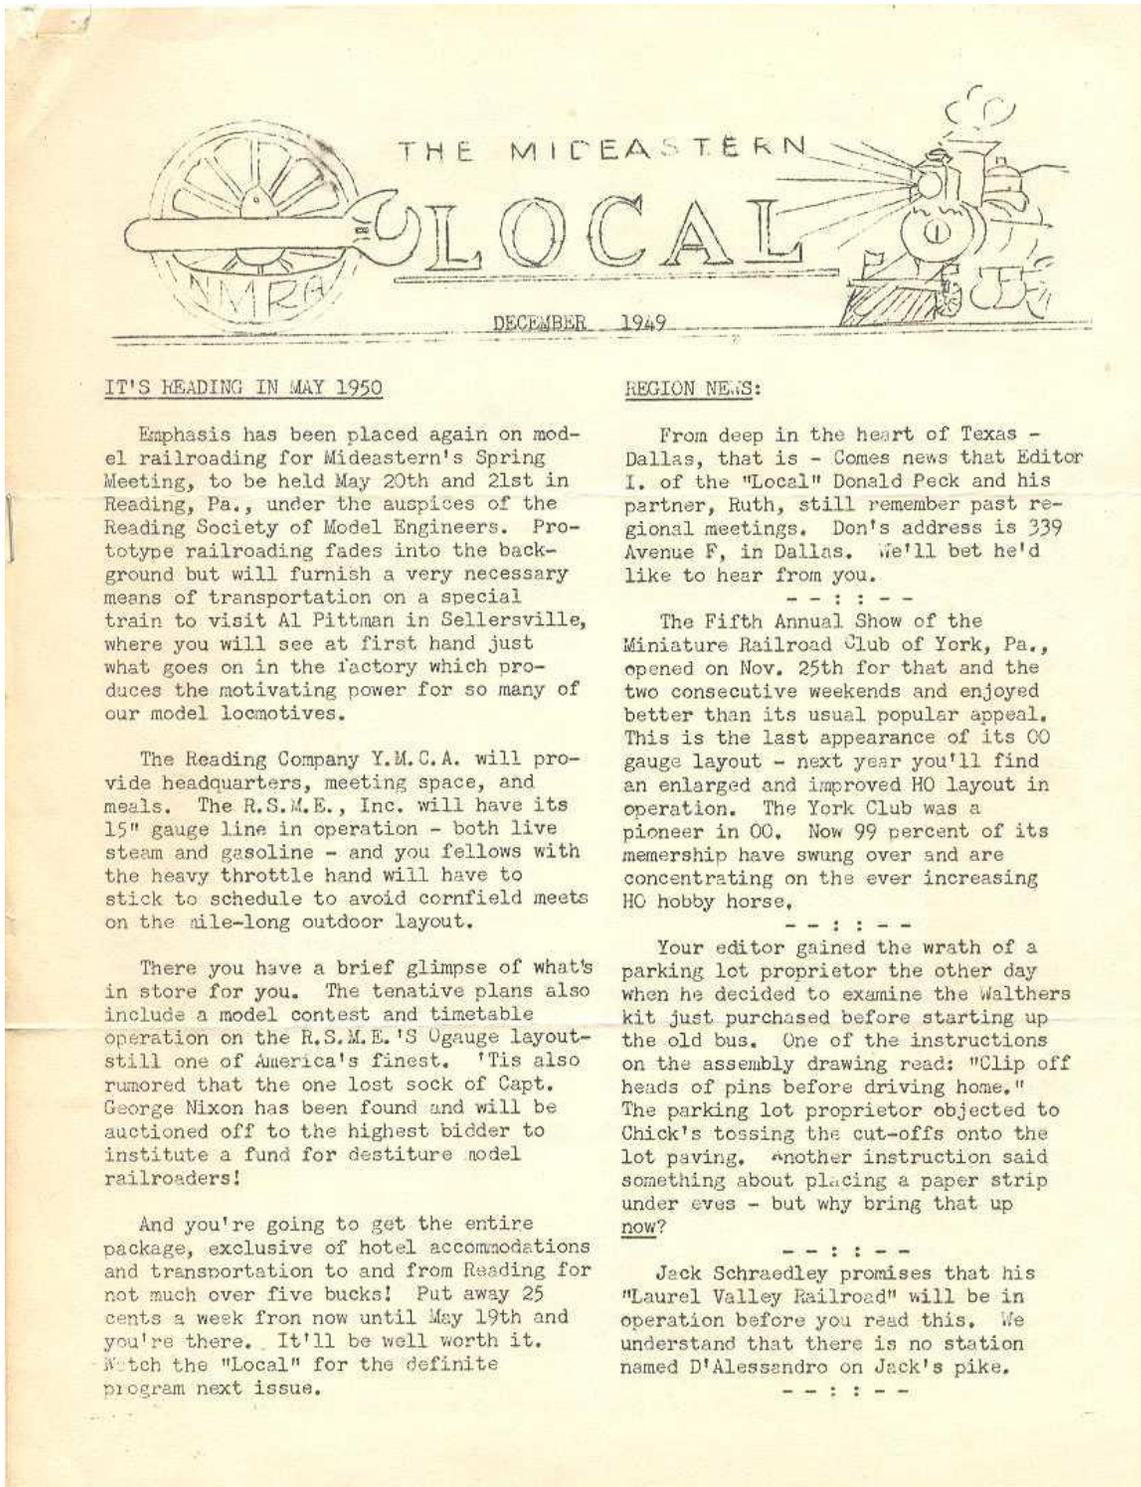 THE MIDEASTERN
LOCAL
NMRA
1
DECEMBER 1949
IT'S READING IN MAY 1950
Emphasis has been placed again on mod-
el railroading for Mideastern's Spring
Meeting, to be held May 20th and 21st in
Reading, Pa., under the auspices of the
Reading Society of Model Engineers. Pro-
totype railroading fades into the back-
ground but will furnish a very necessary
means of transportation on a special
train to visit Al Pittman in Sellersville,
where you will see at first hand just
what goes on in the factory which pro-
duces the motivating power for so many of
our model locmotives.
The Reading Company Y.M.C.A. will pro-
vide headquarters, meeting space, and
meals. The R.S.M.E., Inc. will have its
15" gauge line in operation - both live
steam and gasoline - and you fellows with
the heavy throttle hand will have to
stick to schedule to avoid cornfield meets
on the mile-long outdoor layout.
There you have a brief glimpse of what's
in store for you. The tenative plans also
include a model contest and timetable
operation on the R.S.M.E.'S Ogauge layout-
still one of America's finest. 'Tis also
rumored that the one lost sock of Capt.
George Nixon has been found and will be
auctioned off to the highest bidder to
institute a fund for destiture model
railroaders!
And you're going to get the entire
package, exclusive of hotel accommodations
and transportation to and from Reading for
not much over five bucks! Put away 25
cents a week fron now until May 19th and
you're there. It'll be well worth it.
Watch the "Local" for the definite
program next issue.
REGION NEWS:
From deep in the heart of Texas -
Dallas, that is - Comes news that Editor
I. of the "Local" Donald Peck and his
partner, Ruth, still remember past re-
gional meetings. Don's address is 339
Avenue F, in Dallas. We'll bet he'd
like to hear from you.
- - : : - -
The Fifth Annual Show of the
Miniature Railroad Club of York, Pa.,
opened on Nov. 25th for that and the
two consecutive weekends and enjoyed
better than its usual popular appeal.
This is the last appearance of its OO
gauge layout - next year you'll find
an enlarged and improved HO layout in
operation. The York Club was a
pioneer in OO. Now 99 percent of its
memership have swung over and are
concentrating on the ever increasing
HO hobby horse.
- - : : - -
Your editor gained the wrath of a
parking lot proprietor the other day
when he decided to examine the Walthers
kit just purchased before starting up
the old bus. One of the instructions
on the assembly drawing read: "Clip off
heads of pins before driving home."
The parking lot proprietor objected to
Chick's tossing the cut-offs onto the
lot paving. Another instruction said
something about placing a paper strip
under eves - but why bring that up
now?
- - : : - -
Jack Schraedley promises that his
"Laurel Valley Railroad" will be in
operation before you read this. We
understand that there is no station
named D'Alessandro on Jack's pike.
- - : : - -